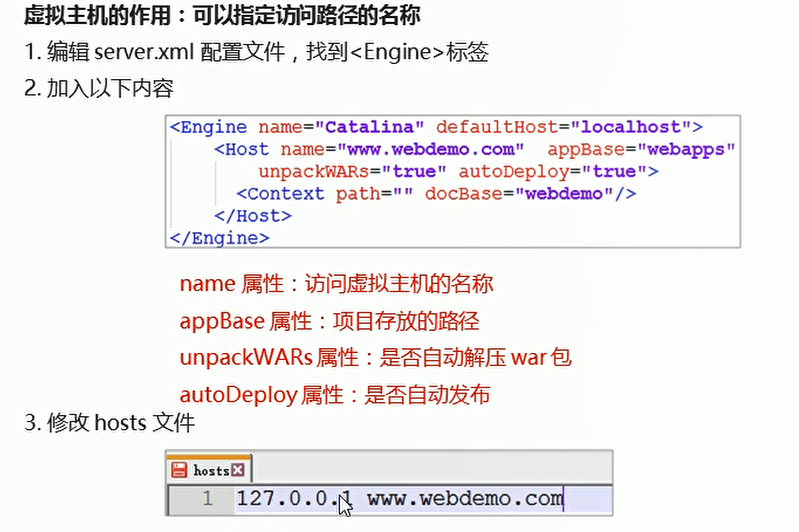 虚拟主机的作用：可以指定访问路径的名称
1. 编辑 server.xml 配置文件，找到<Engine>标签
2. 加入以下内容
<Engine name="Catalina" defaultHost="localhost">
<Host name="www.webdemo.com" appBase="webapps"
unpackWARs="true" autoDeploy="true">
<Context path="" docBase="webdemo"/>
</Host>
</Engine>
name 属性：访问虚拟主机的名称
appBase 属性：项目存放的路径
unpackWARs 属性：是否自动解压 war 包
autoDeploy 属性：是否自动发布
3. 修改 hosts 文件
hosts
1 127.0.0.1 www.webdemo.com